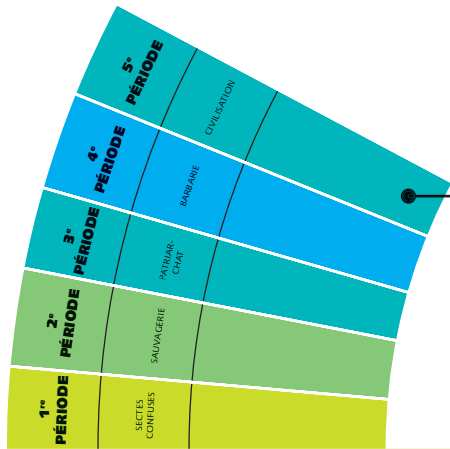 5e
PÉRIODE
CIVILISATION
4e
PÉRIODE
BARBARIE
3e
PÉRIODE
PATRIAR-
CHAT
2e
PÉRIODE
SAUVAGERIE
1re
PÉRIODE
SECTES
CONFUSES